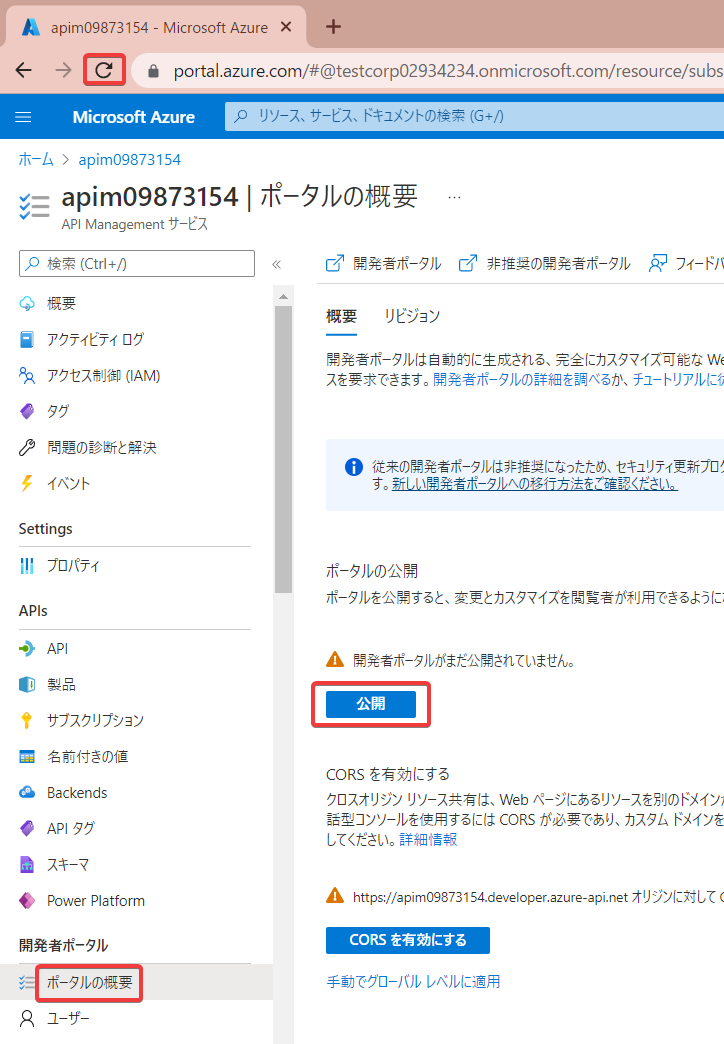 apim09873154 - Microsoft Azure
portal.azure.com/#@testcorp02934234.onmicrosoft.com/resource/subs
Microsoft Azure
リソース、サービス、ドキュメントの検索 (G+/)
ホーム > apim09873154
apim09873154 | ポータルの概要 …
API Management サービス
検索 (Ctrl+/)
概要
アクティビティ ログ
アクセス制御 (IAM)
タグ
問題の診断と解決
イベント
Settings
プロパティ
APIs
API
製品
サブスクリプション
名前付きの値
Backends
API タグ
スキーマ
Power Platform
開発者ポータル
ポータルの概要
ユーザー
開発者ポータル 非推奨の開発者ポータル フィードバ
概要 リビジョン
開発者ポータルは自動的に生成される、完全にカスタマイズ可能な We
スを要求できます。開発者ポータルの詳細を調べるか、チュートリアルに従
従来の開発者ポータルは非推奨になったため、セキュリティ更新プログ
す。新しい開発者ポータルへの移行方法をご確認ください。
ポータルの公開
ポータルを公開すると、変更とカスタマイズを閲覧者が利用できるようにな
開発者ポータルがまだ公開されていません。
公開
CORS を有効にする
クロスオリジン リソース共有は、Web ページにあるリソースを別のドメインか
話型コンソールを使用するには CORS が必要であり、カスタム ドメインを
してください。詳細情報
https://apim09873154.developer.azure-api.net オリジンに対して C
CORS を有効にする
手動でグローバル レベルに適用